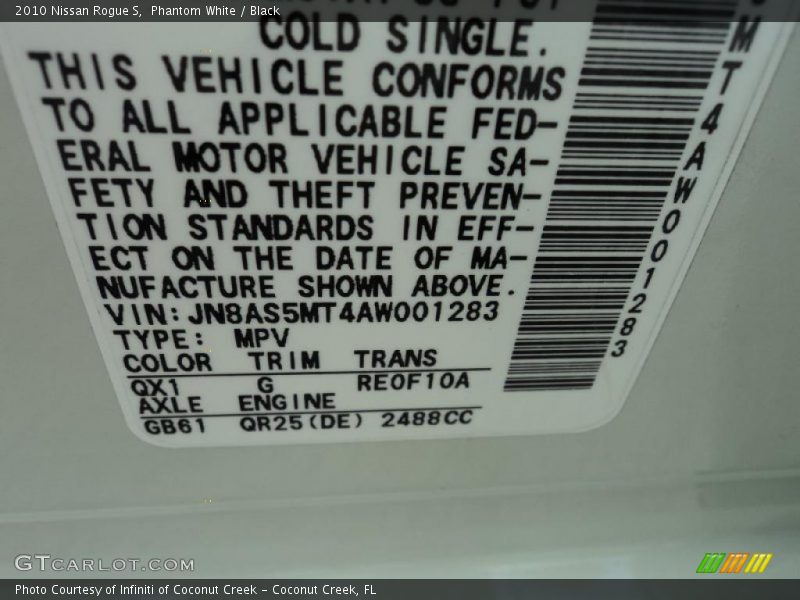 2010 Nissan Rogue S, Phantom White / Black
COLD SINGLE.
THIS VEHICLE CONFORMS
TO ALL APPLICABLE FED-
ERAL MOTOR VEHICLE SA-
FETY AND THEFT PREVEN-
TION STANDARDS IN EFF-
ECT ON THE DATE OF MA-
NUFACTURE SHOWN ABOVE.
VIN:JN8AS5MT4AW001283
TYPE: MPV
COLOR TRIM TRANS
QX1 G RE0F10A
AXLE ENGINE
GB61 QR25(DE) 2488CC
MT4AW001283
GTCARLOT.COM
Photo Courtesy of Infiniti of Coconut Creek - Coconut Creek, FL